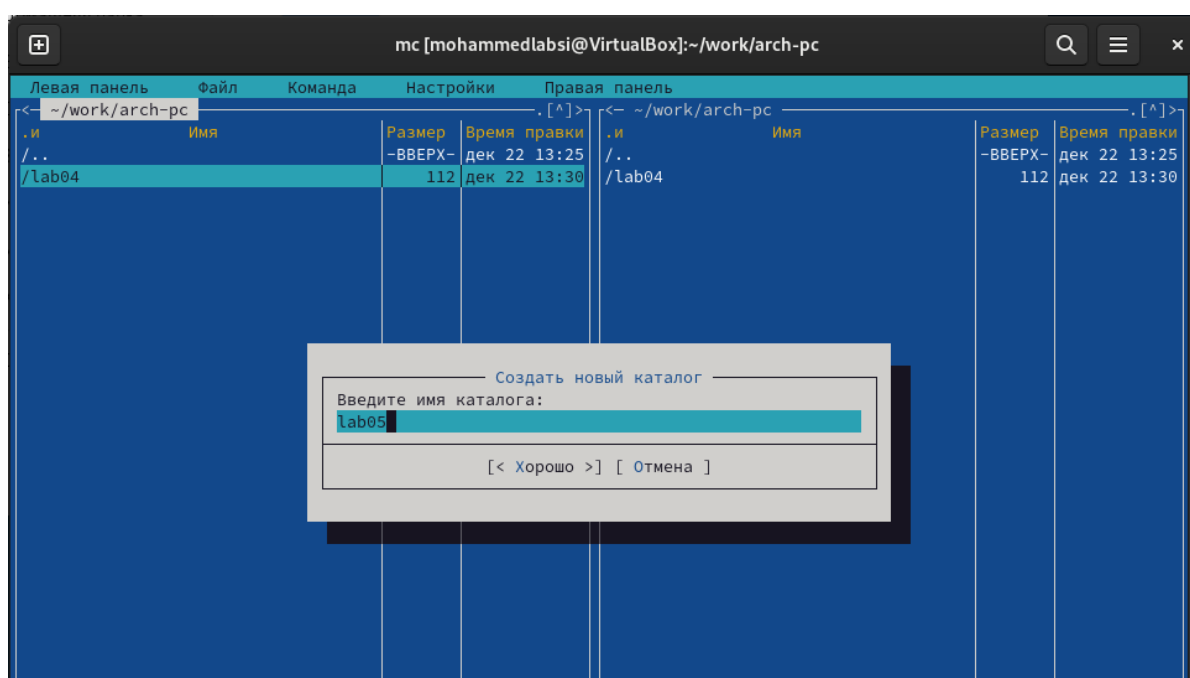 mc [mohammedlabsi@VirtualBox]:~/work/arch-pc
Левая панель Файл Команда Настройки Правая панель
<— ~/work/arch-pc .[^]> <— ~/work/arch-pc .[^]>
.и Имя Размер Время правки .и Имя Размер Время правки
/.. -ВВЕРХ- дек 22 13:25 /.. -ВВЕРХ- дек 22 13:25
/lab04 112 дек 22 13:30 /lab04 112 дек 22 13:30
Создать новый каталог
Введите имя каталога:
lab05
[< Хорошо >] [ Отмена ]